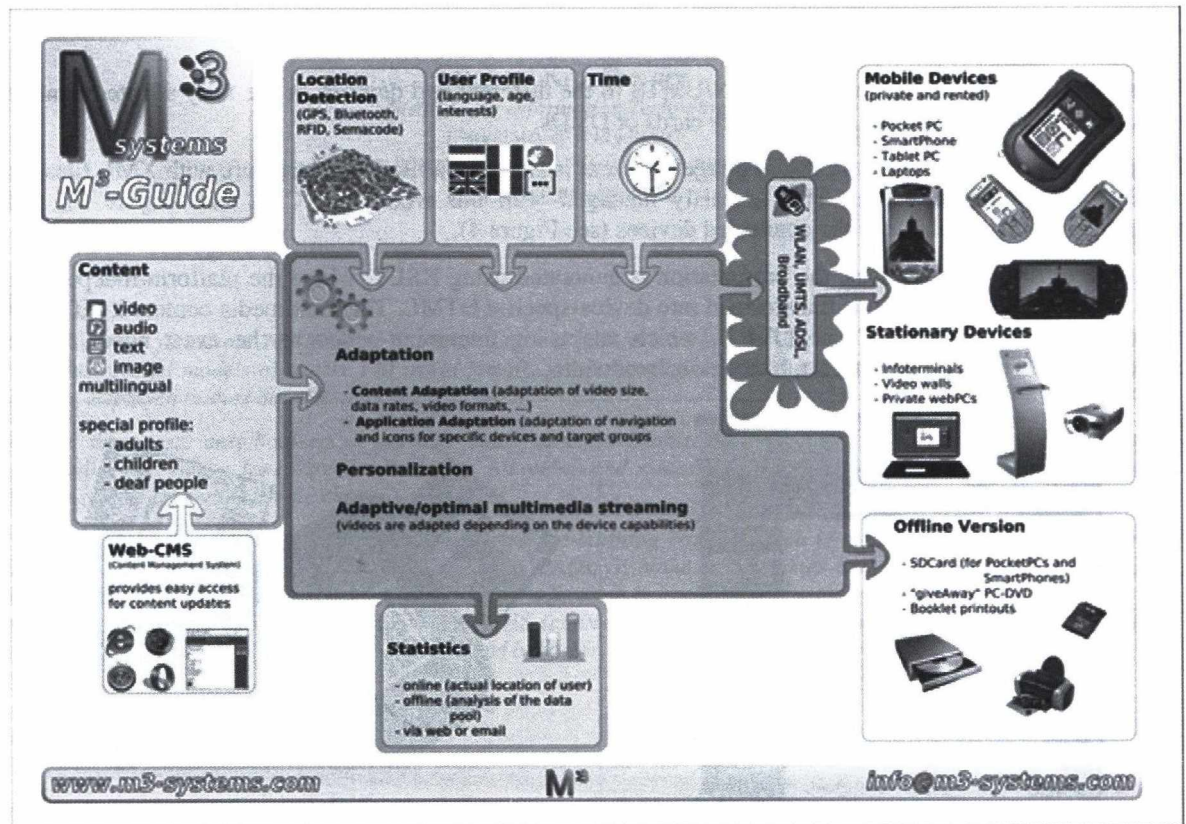 M3
systems
M3-Guide
Location
Detection
(GPS, Bluetooth,
RFID, Semacode)
User Profile
(language, age,
interests)
[...]
Time
Content
video
audio
text
image
multilingual
special profile:
- adults
- children
- deaf people
Web-CMS
(Content Management System)
provides easy access
for content updates
Adaptation
- Content Adaptation (adaptation of video size,
data rates, video formats, ...)
- Application Adaptation (adaptation of navigation
and icons for specific devices and target groups
Personalization
Adaptive/optimal multimedia streaming
(videos are adapted depending on the device capabilities)
Statistics
- online (actual location of user)
- offline (analysis of the data
pool)
- via web or email
WLAN, UMTS, ADSL,
Broadband
Mobile Devices
(private and rented)
- Pocket PC
- SmartPhone
- Tablet PC
- Laptops
Stationary Devices
- Infoterminals
- Video walls
- Private webPCs
Offline Version
- SDCard (for PocketPCs and
SmartPhones)
- "giveAway" PC-DVD
- Booklet printouts
www.m3-systems.com
M3
info@m3-systems.com